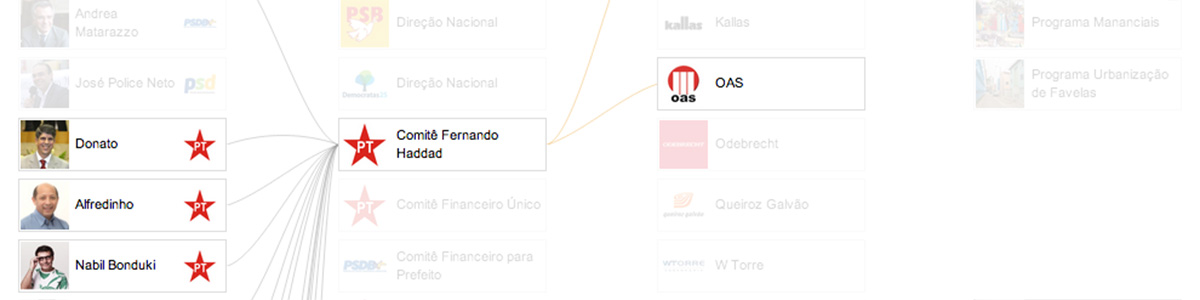 Andrea
Matarazzo
PSDB
José Police Neto
psd
Donato
PT
Alfredinho
PT
Nabil Bonduki
PT
PSB
Direção Nacional
Democratas25
Direção Nacional
PT
Comitê Fernando
Haddad
PT
Comitê Financeiro Único
PSDB
Comitê Financeiro para
Prefeito
kallas
Kallas
oas
OAS
ODEBRECHT
Odebrecht
queiroz galvão
Queiroz Galvão
WTORRE
W Torre
Programa Mananciais
Programa Urbanização
de Favelas